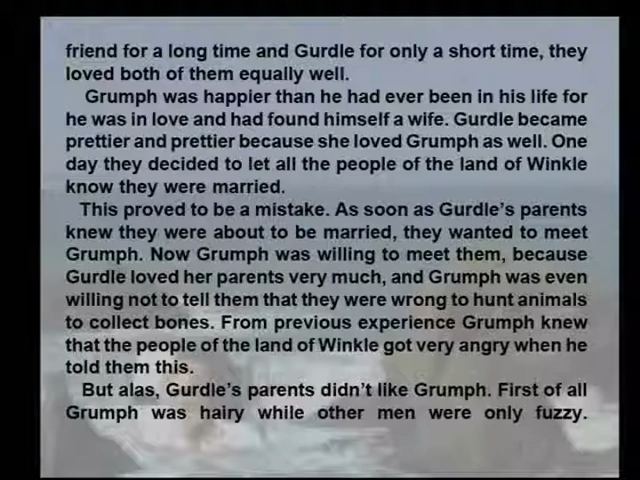 friend for a long time and Gurdle for only a short time, they
loved both of them equally well.
Grumph was happier than he had ever been in his life for
he was in love and had found himself a wife. Gurdle became
prettier and prettier because she loved Grumph as well. One
day they decided to let all the people of the land of Winkle
know they were married.
This proved to be a mistake. As soon as Gurdle's parents
knew they were about to be married, they wanted to meet
Grumph. Now Grumph was willing to meet them, because
Gurdle loved her parents very much, and Grumph was even
willing not to tell them that they were wrong to hunt animals
to collect bones. From previous experience Grumph knew
that the people of the land of Winkle got very angry when he
told them this.
But alas, Gurdle's parents didn't like Grumph. First of all
Grumph was hairy while other men were only fuzzy.